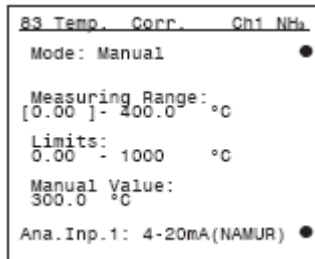 83 Temp. Corr. Ch1 NH₃
Mode: Manual
Measuring Range:
[0.00 ]- 400.0 °C
Limits:
0.00 - 1000 °C
Manual Value:
300.0 °C
Ana.Inp.1: 4-20mA(NAMUR)